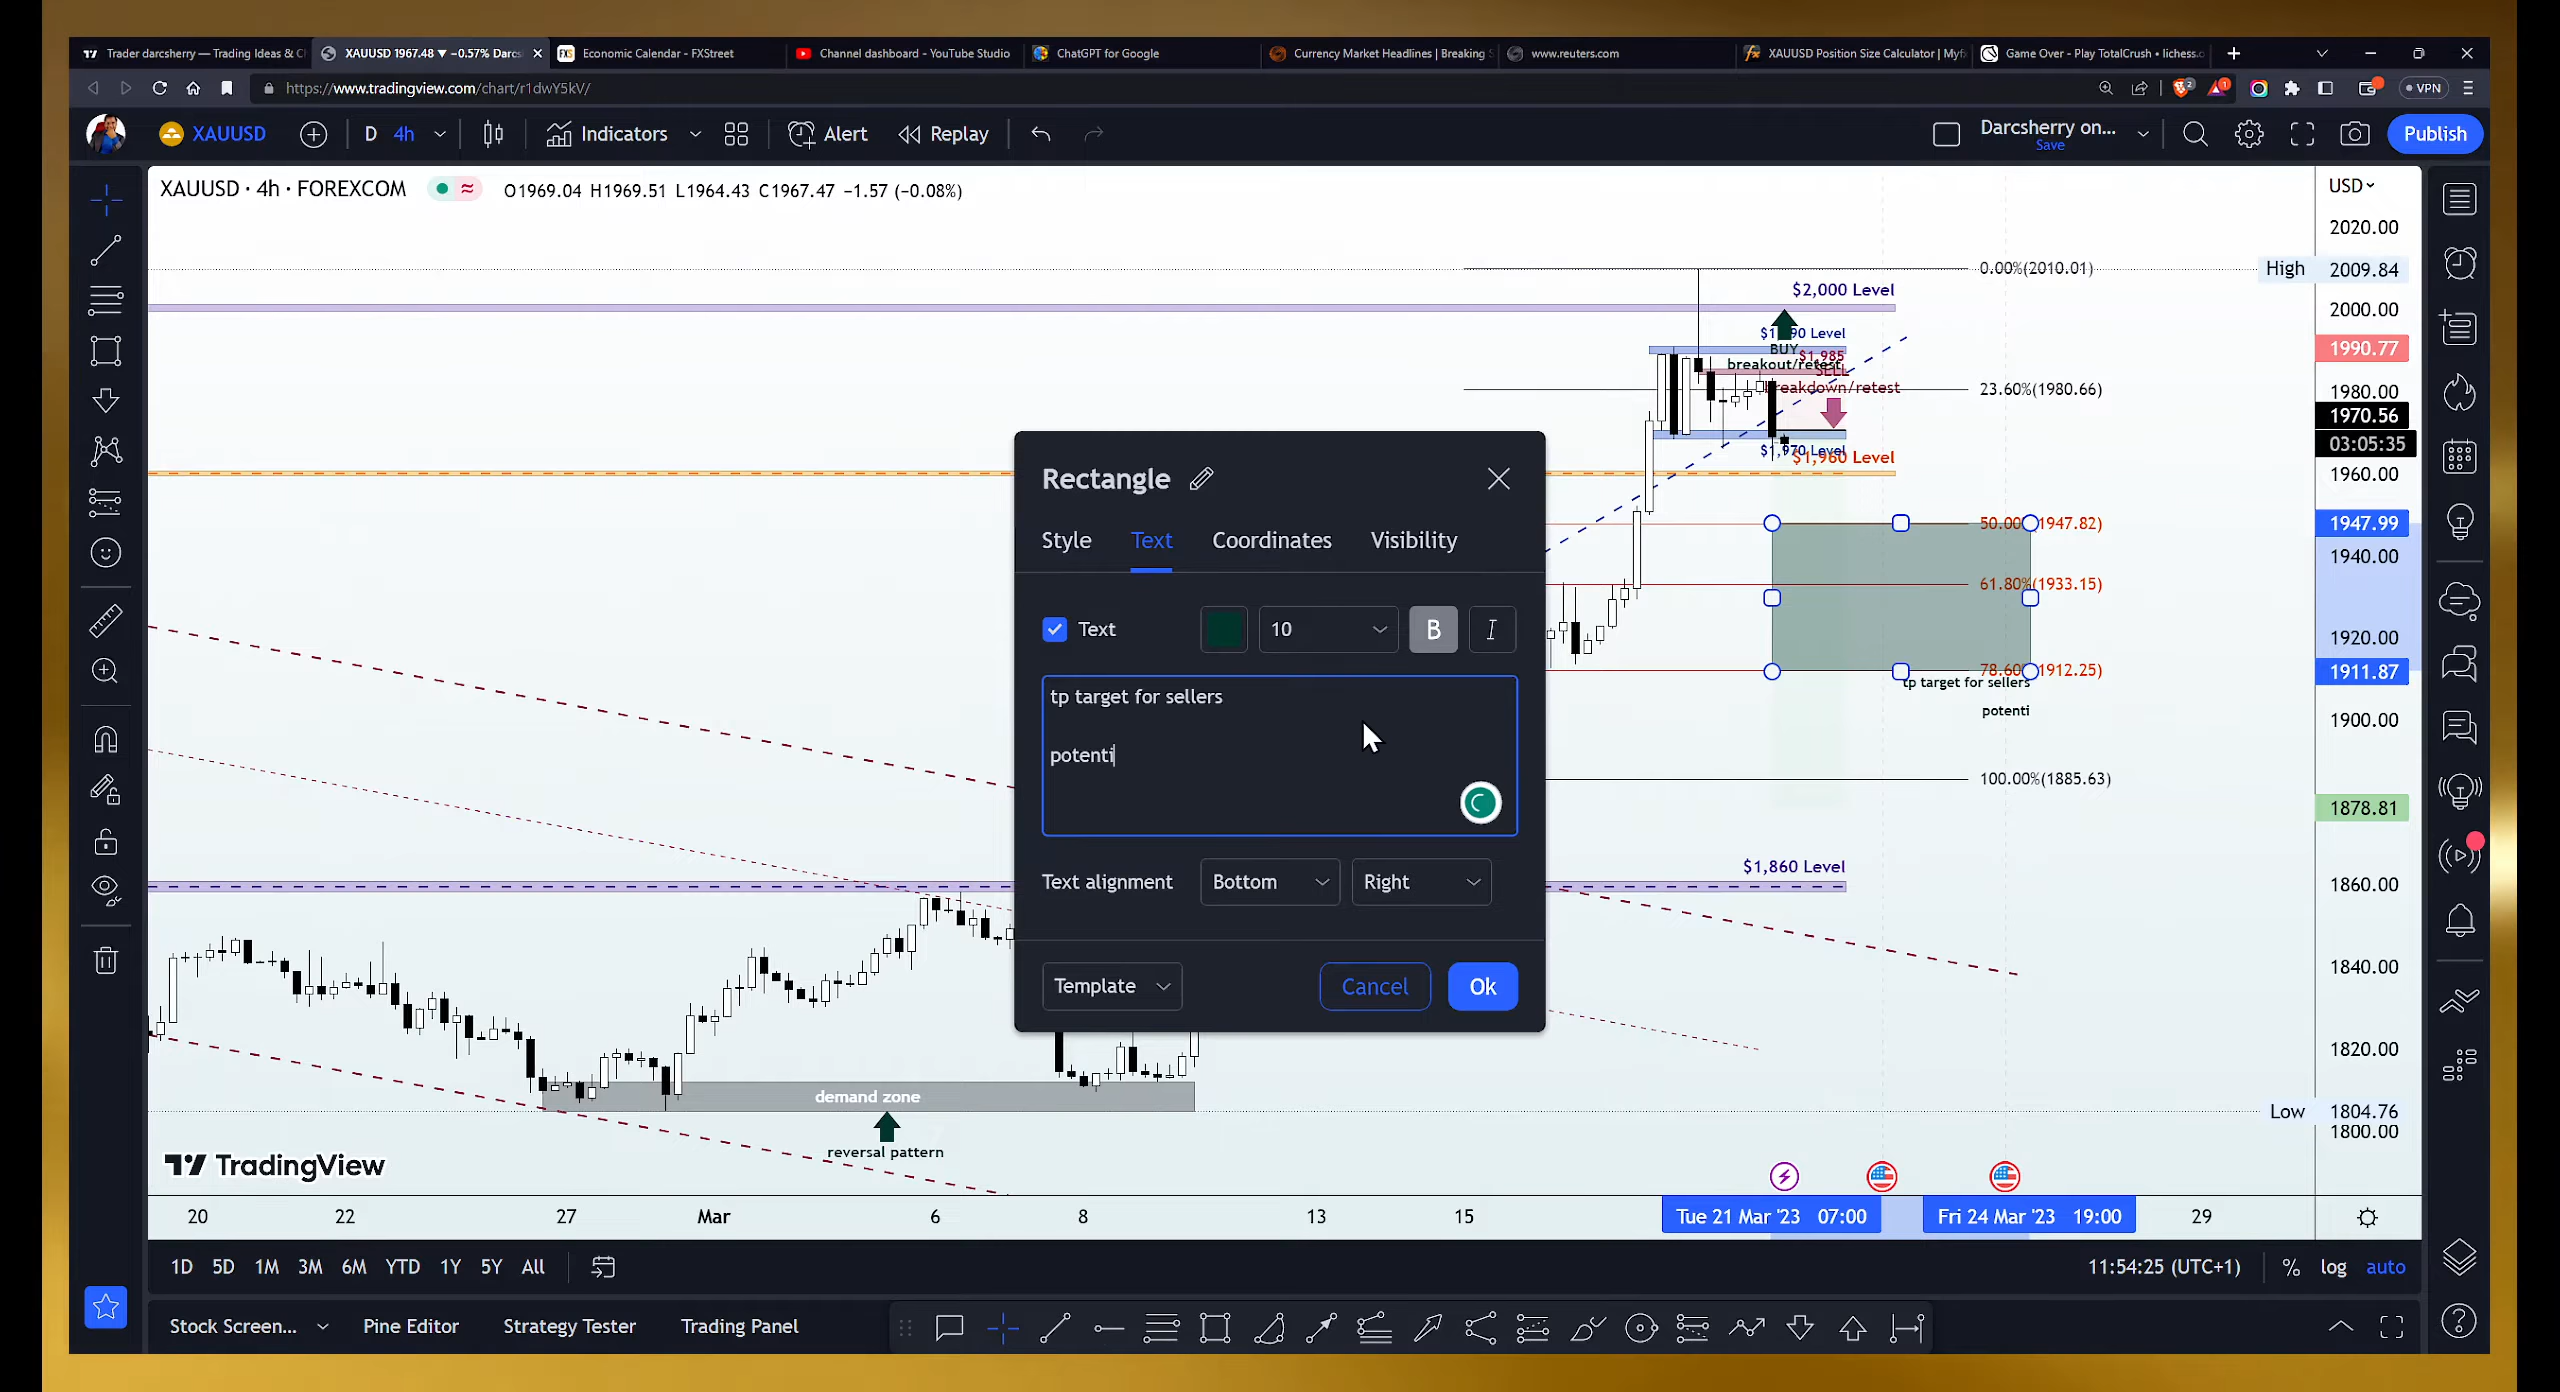 Trader darcsherry — Trading Ideas & C
XAUUSD 1967.48 ▼ −0.57% Darcs
Economic Calendar - FXStreet
Channel dashboard - YouTube Studio
ChatGPT for Google
Currency Market Headlines | Breaking S
www.reuters.com
XAUUSD Position Size Calculator | Myf
Game Over - Play TotalCrush • lichess.o
https://www.tradingview.com/chart/r1dwY5kV/
VPN
XAUUSD
D
4h
Indicators
Alert
Replay
Darcsherry on...
Save
Publish
XAUUSD · 4h · FOREXCOM
O1969.04 H1969.51 L1964.43 C1967.47 −1.57 (−0.08%)
USD
2020.00
0.00%(2010.01)
High 2009.84
$2,000 Level
2000.00
BUY
breakout/retest
$1,985
SELL
1990.77
23.60%(1980.66)
1980.00
1970.56
03:05:35
$1,970 Level
$1,960 Level
1960.00
50.00%(1947.82)
1947.99
1940.00
61.80%(1933.15)
1920.00
78.60%(1912.25)
1911.87
tp target for sellers
potenti
1900.00
100.00%(1885.63)
1878.81
$1,860 Level
1860.00
1840.00
1820.00
Low 1804.76
1800.00
Rectangle
Style
Text
Coordinates
Visibility
Text
10
B
I
tp target for sellers
potenti
Text alignment
Bottom
Right
Template
Cancel
Ok
demand zone
reversal pattern
TradingView
20
22
27
Mar
6
8
13
15
Tue 21 Mar '23 07:00
Fri 24 Mar '23 19:00
29
1D
5D
1M
3M
6M
YTD
1Y
5Y
All
11:54:25 (UTC+1)
%
log
auto
Stock Screen...
Pine Editor
Strategy Tester
Trading Panel